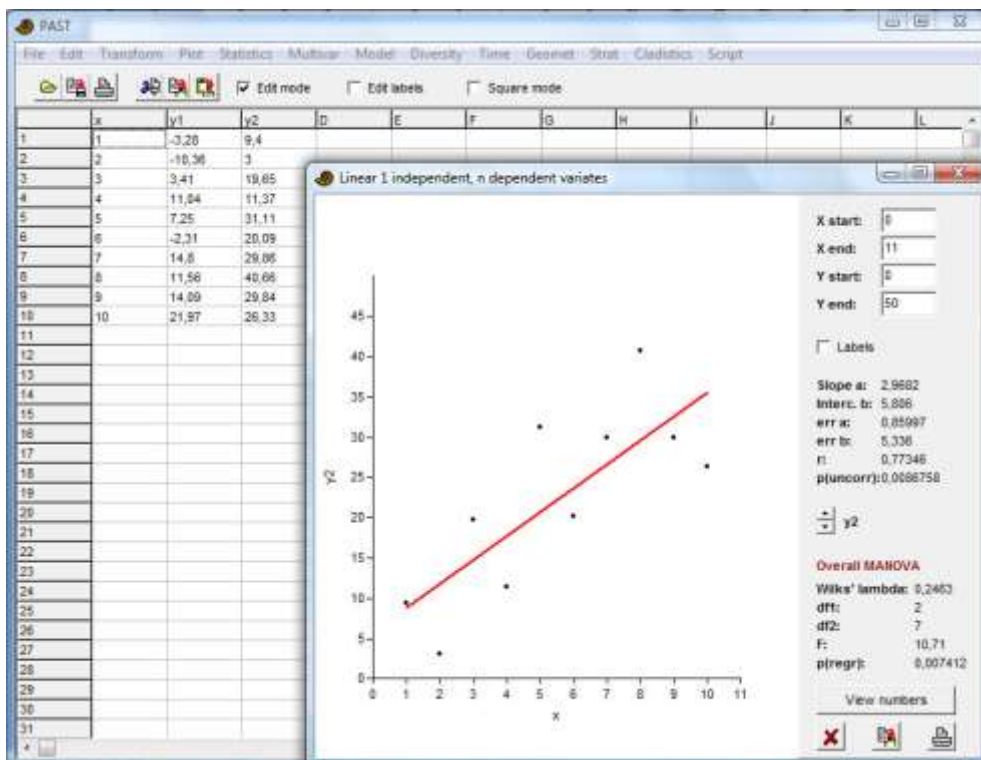 PAST
File Edit Transform Plot Statistics Multivar Model Diversity Time Geomet Strat Cladistics Script
Edit mode Edit labels Square mode
x y1 y2 D E F G H I J K L
1 1 -3,28 9,4
2 2 -10,36 3
3 3 3,41 19,65
4 4 11,04 11,37
5 5 7,25 31,11
6 6 -2,31 20,09
7 7 14,8 29,86
8 8 11,56 40,66
9 9 14,09 29,84
10 10 21,97 26,33
11
12
13
14
15
16
17
18
19
20
21
22
23
24
25
26
27
28
29
30
31
Linear 1 independent, n dependent variates
45
40
35
30
25
20
15
10
5
0
y2
0 1 2 3 4 5 6 7 8 9 10 11
x
X start: 0
X end: 11
Y start: 0
Y end: 50
Labels
Slope a: 2,9682
Interc. b: 5,806
err a: 0,85997
err b: 5,336
r: 0,77346
p(uncorr): 0,0086758
y2
Overall MANOVA
Wilks' lambda: 0,2463
df1: 2
df2: 7
F: 10,71
p(regr): 0,007412
View numbers